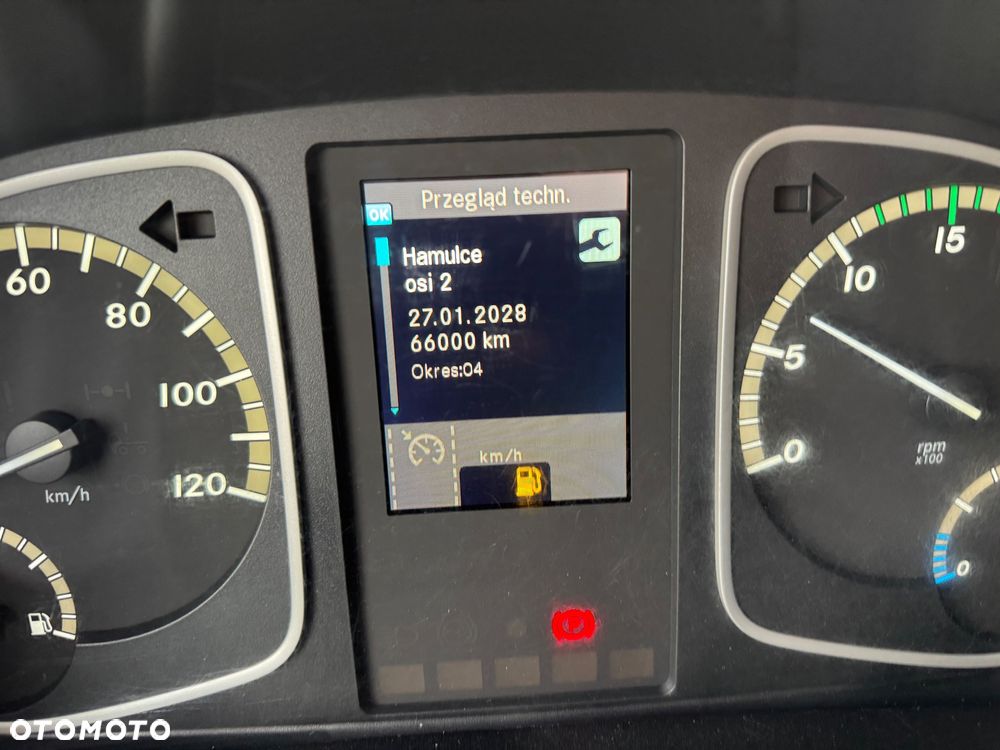 Przegląd techn.
OK
Hamulce
osi 2
27.01.2028
66000 km
Okres:04
km/h
60
80
100
120
km/h
0
5
10
15
rpm
x100
0
OTOMOTO